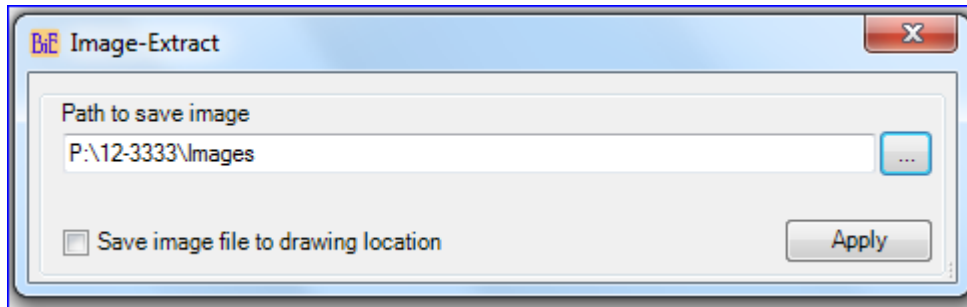 BiE Image-Extract
Path to save image
P:\12-3333\Images
...
Save image file to drawing location
Apply